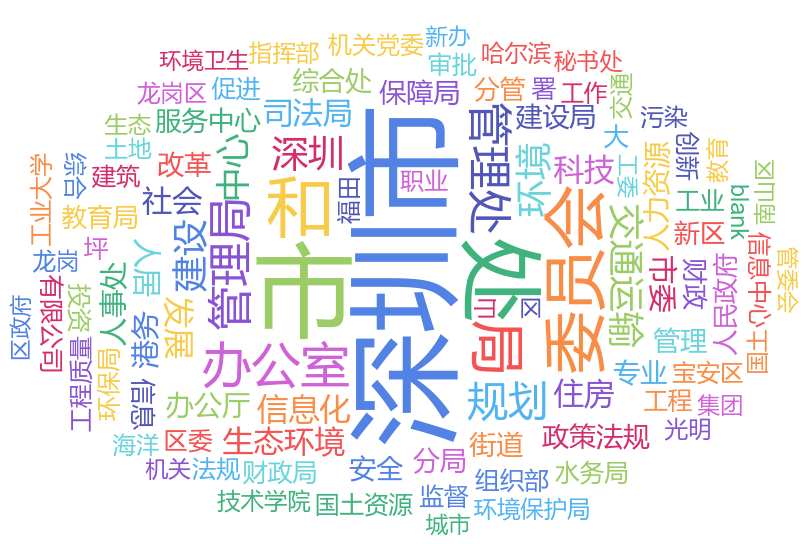 深圳市
市
处
委员会
局
和
办公室
管理局
管理处
规划
建设
深圳
中心
环境
交通运输
生态环境
信息化
住房
科技
发展
社会
司法局
人居
港务
信息
市委
人力资源
新区
工业
改革
保障局
建设局
服务中心
综合处
机关党委
新办
哈尔滨
秘书处
指挥部
环境卫生
审批
龙岗区
促进
分管
署
工作
交通
污染
生态
土地
大
创新
教育
建筑
综合
工业大学
教育局
福田
职业
工委
南山区
blank
坪
龙岗
人事处
有限公司
投资
区政府
工程质量
环保局
市
区
财政
人民政府
信息中心
管委会
国土
管理
专业
宝安区
工程
集团
光明
办公厅
海洋
区委
街道
政策法规
机关
法规
财政局
安全
分局
组织部
水务局
技术学院
国土资源
监督
环境保护局
城市